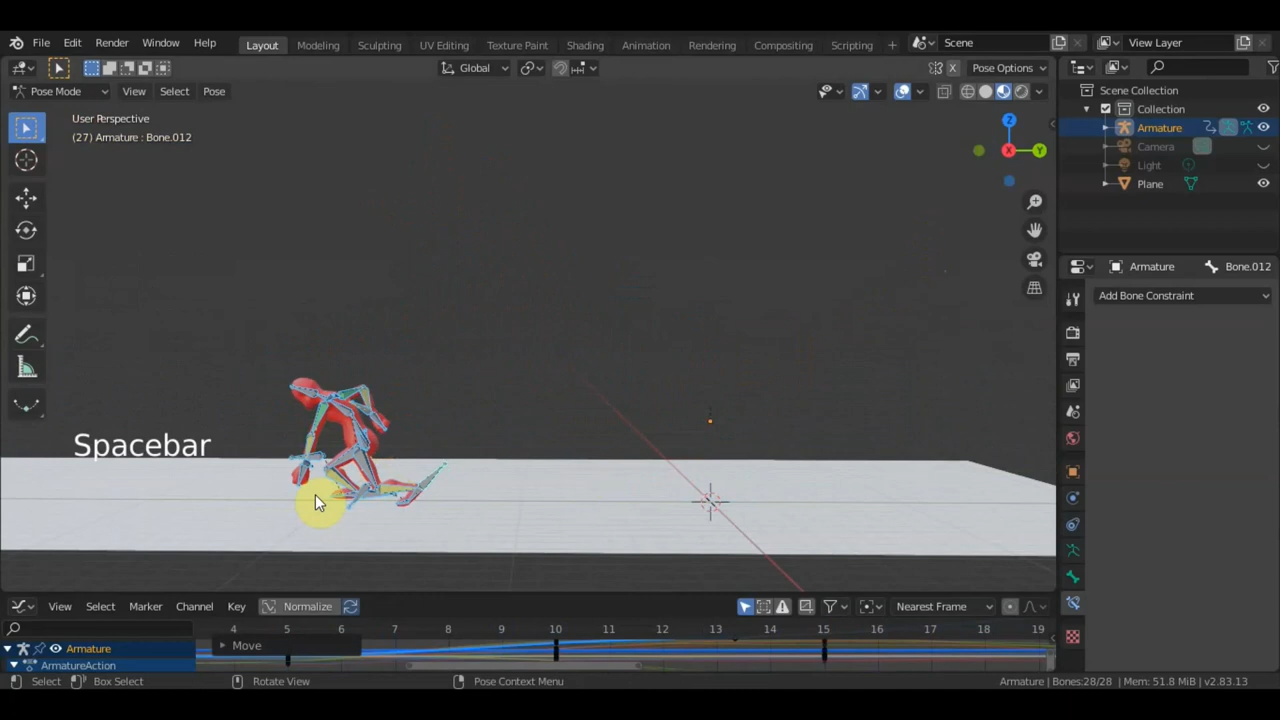 File Edit Render Window Help Layout Modeling Sculpting UV Editing Texture Paint Shading Animation Rendering Compositing Scripting + Scene View Layer
Global X Pose Options
Pose Mode View Select Pose
User Perspective
(27) Armature : Bone.012
Z
X
Y
Scene Collection
Collection
Armature
Camera
Light
Plane
Armature Bone.012
Add Bone Constraint
Spacebar
View Select Marker Channel Key Normalize Nearest Frame
4 5 6 7 8 9 10 11 12 13 14 15 16 17 18 19
Armature
Move
ArmatureAction
Select Box Select Rotate View Pose Context Menu Armature | Bones:28/28 | Mem: 51.8 MiB | v2.83.13